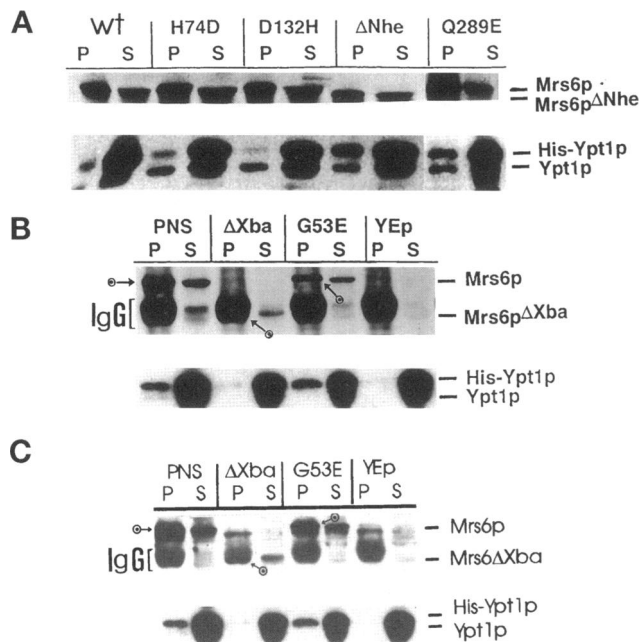 A
Wt H74D D132H ΔNhe Q289E
P S P S P S P S P S
Mrs6p
Mrs6pΔNhe
His-Ypt1p
Ypt1p
B
PNS ΔXba G53E YEp
P S P S P S P S
Mrs6p
IgG[
Mrs6pΔXba
His-Ypt1p
Ypt1p
C
PNS ΔXba G53E YEp
P S P S P S P S
Mrs6p
IgG[
Mrs6ΔXba
His-Ypt1p
Ypt1p